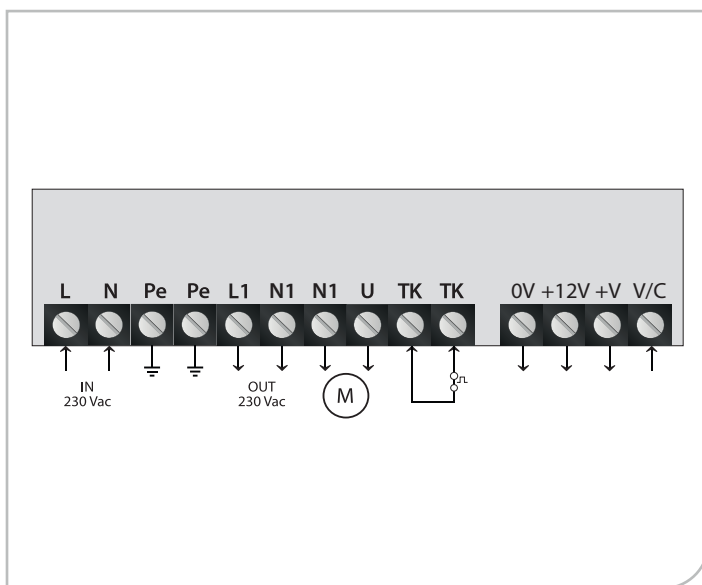 L N Pe Pe L1 N1 N1 U TK TK 0V +12V +V V/C
IN
230 Vac
OUT
230 Vac
M